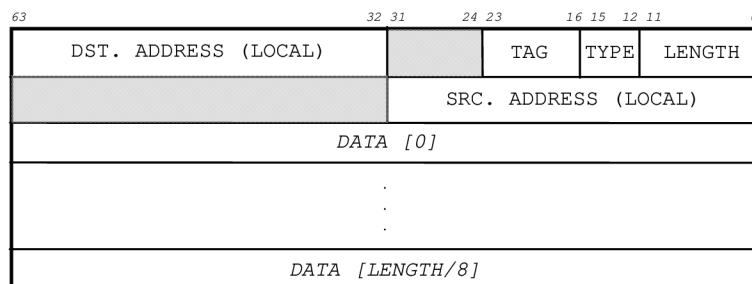 63 32 31 24 23 16 15 12 11
DST. ADDRESS (LOCAL) TAG TYPE LENGTH
SRC. ADDRESS (LOCAL)
DATA [0]
.
.
.
DATA [LENGTH/8]